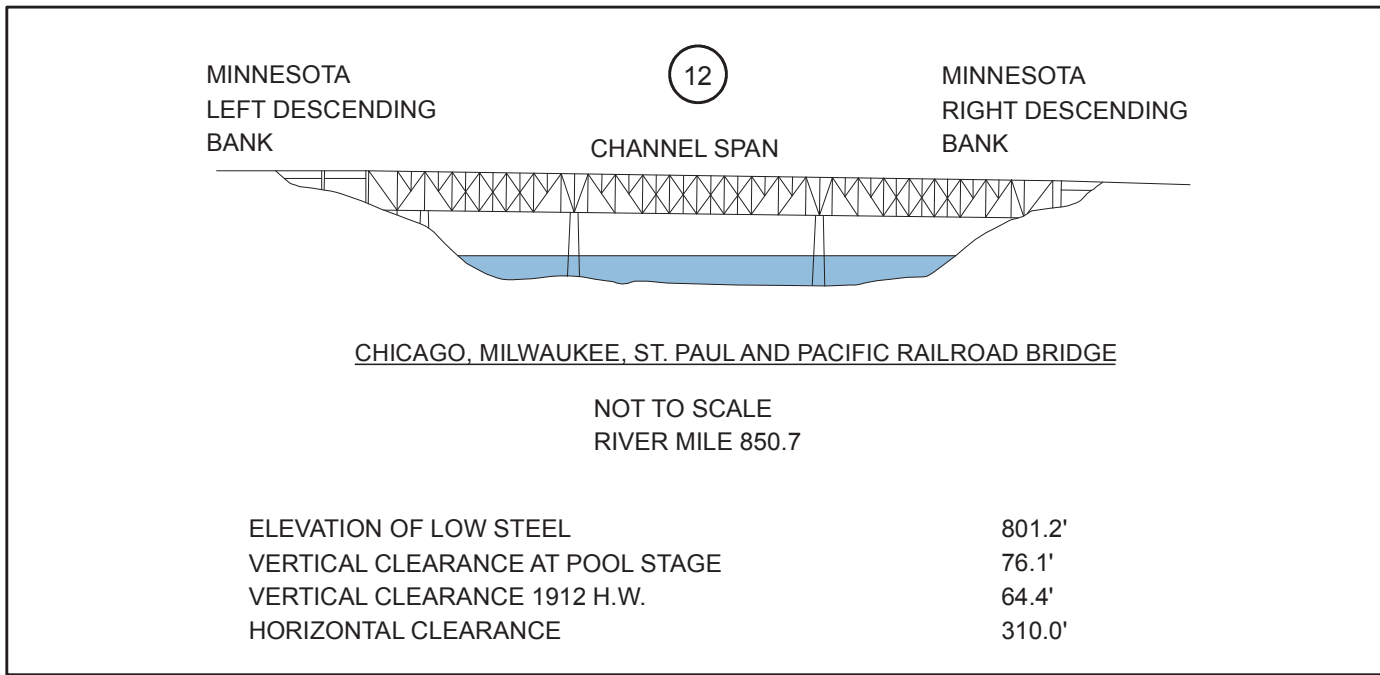 MINNESOTA
LEFT DESCENDING
BANK
12
MINNESOTA
RIGHT DESCENDING
BANK
CHANNEL SPAN
CHICAGO, MILWAUKEE, ST. PAUL AND PACIFIC RAILROAD BRIDGE
NOT TO SCALE
RIVER MILE 850.7
ELEVATION OF LOW STEEL 801.2'
VERTICAL CLEARANCE AT POOL STAGE 76.1'
VERTICAL CLEARANCE 1912 H.W. 64.4'
HORIZONTAL CLEARANCE 310.0'